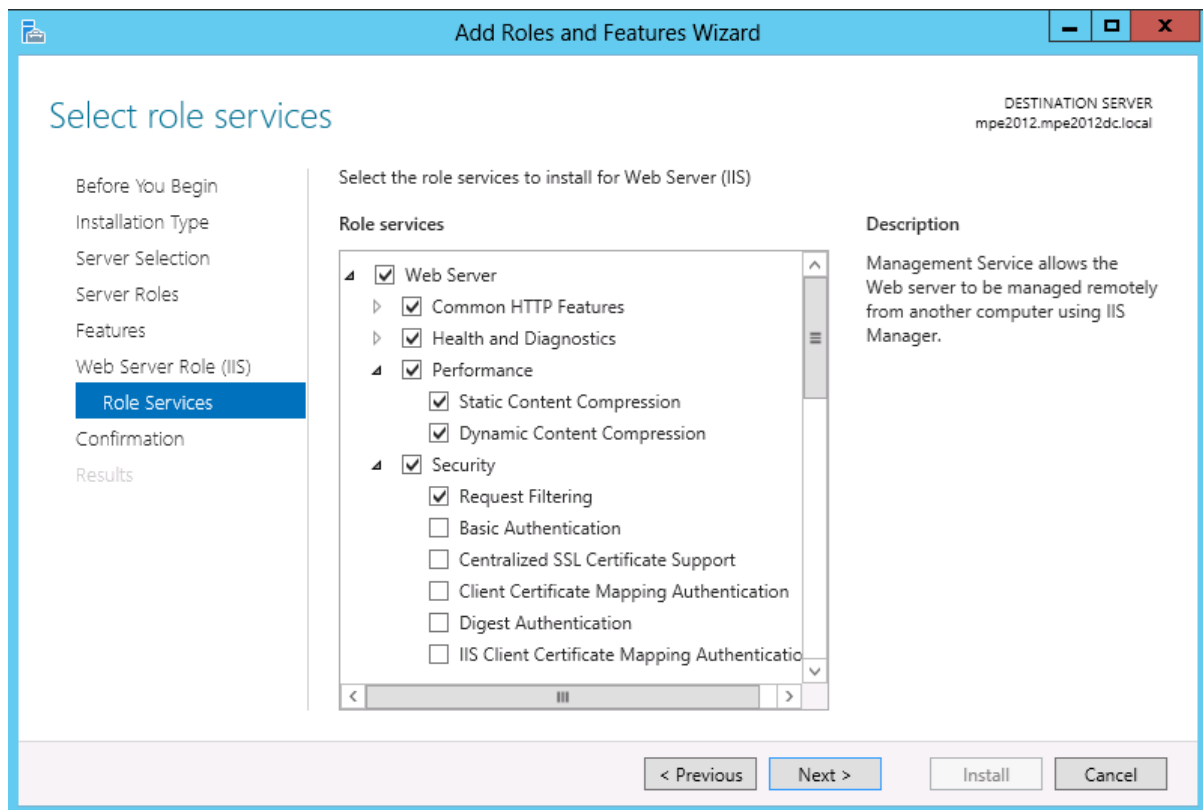 Add Roles and Features Wizard
Select role services
DESTINATION SERVER
mpe2012.mpe2012dc.local
Before You Begin
Installation Type
Server Selection
Server Roles
Features
Web Server Role (IIS)
Role Services
Confirmation
Results
Select the role services to install for Web Server (IIS)
Role services
Web Server
Common HTTP Features
Health and Diagnostics
Performance
Static Content Compression
Dynamic Content Compression
Security
Request Filtering
Basic Authentication
Centralized SSL Certificate Support
Client Certificate Mapping Authentication
Digest Authentication
IIS Client Certificate Mapping Authenticatio
Description
Management Service allows the
Web server to be managed remotely
from another computer using IIS
Manager.
< Previous
Next >
Install
Cancel